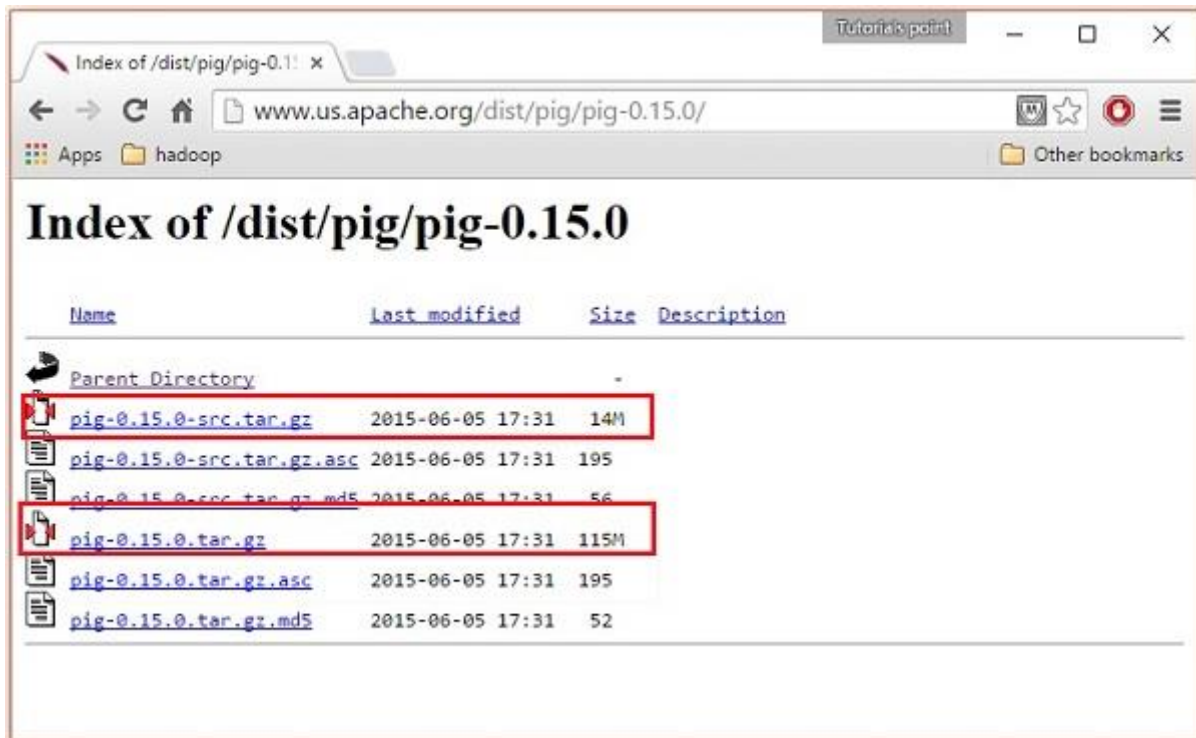 Tutorials point
Index of /dist/pig/pig-0.1
www.us.apache.org/dist/pig/pig-0.15.0/
Apps hadoop Other bookmarks
Index of /dist/pig/pig-0.15.0
Name Last modified Size Description
Parent Directory -
pig-0.15.0-src.tar.gz 2015-06-05 17:31 14M
pig-0.15.0-src.tar.gz.asc 2015-06-05 17:31 195
pig-0.15.0-src.tar.gz.md5 2015-06-05 17:31 56
pig-0.15.0.tar.gz 2015-06-05 17:31 115M
pig-0.15.0.tar.gz.asc 2015-06-05 17:31 195
pig-0.15.0.tar.gz.md5 2015-06-05 17:31 52